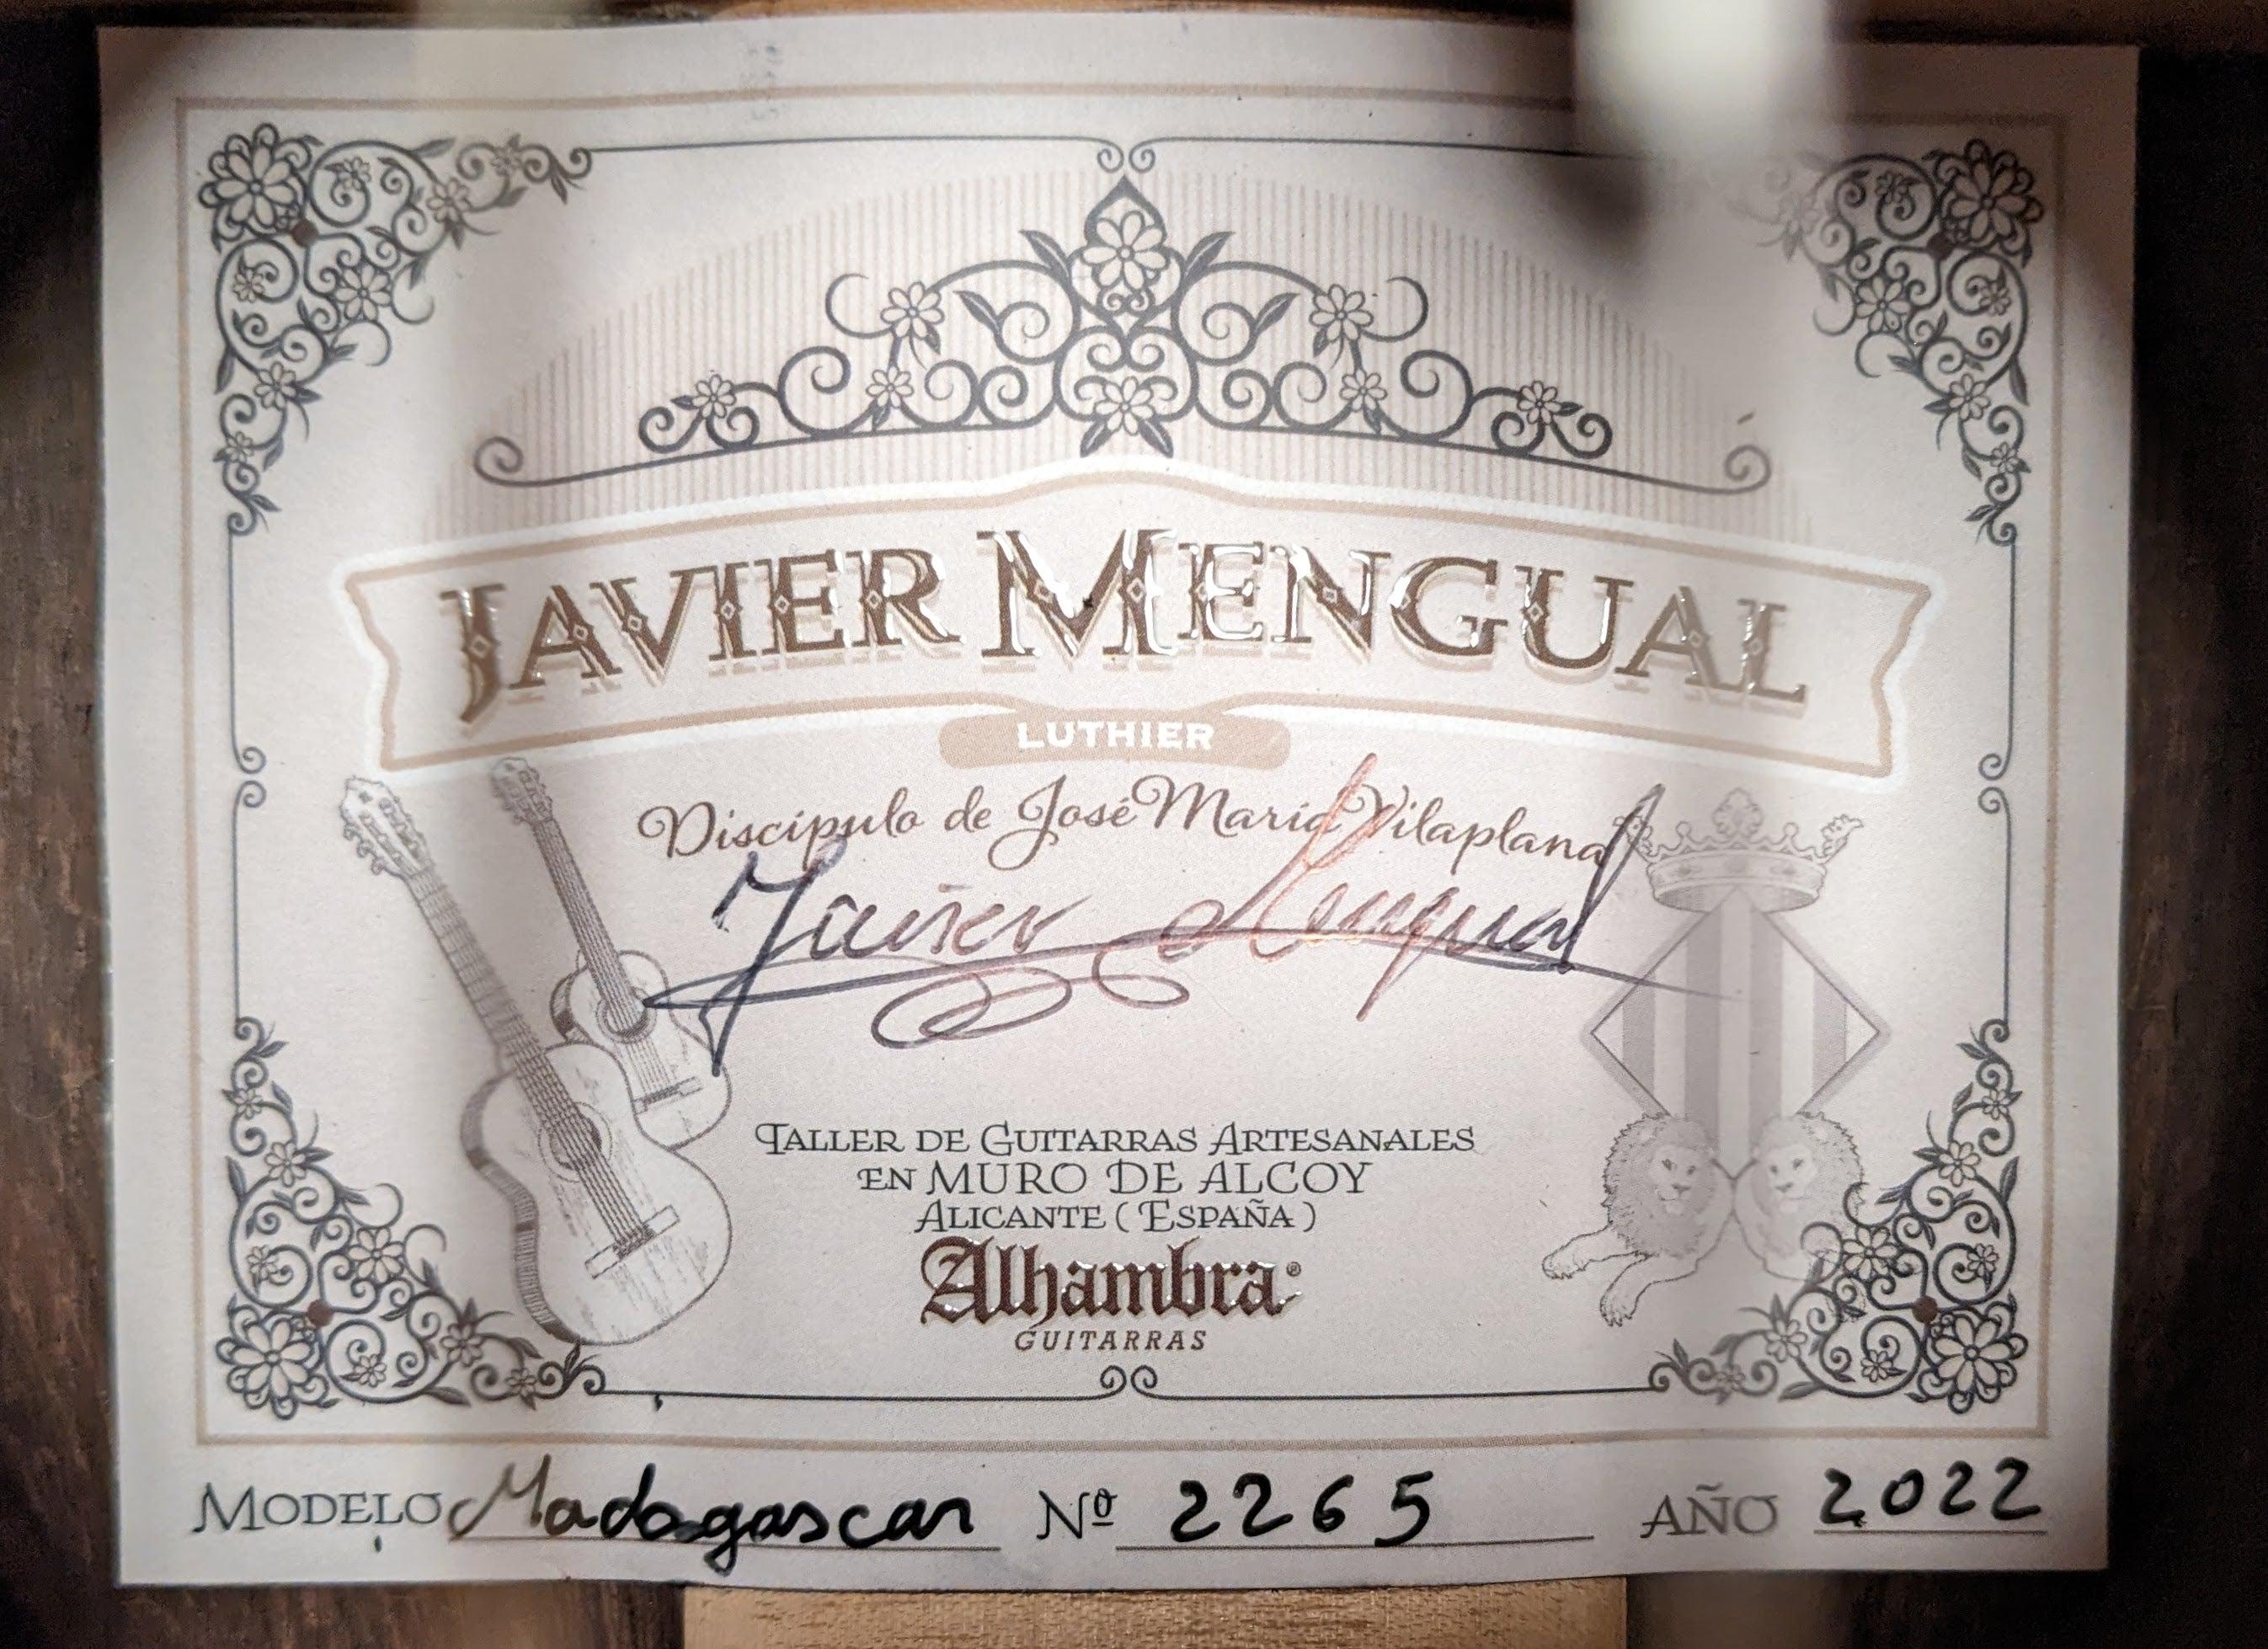 JAVIER MENGUAL
LUTHIER
Discípulo de José María Vilaplana
Javier Mengual
TALLER DE GUITARRAS ARTESANALES
EN MURO DE ALCOY
ALICANTE (ESPAÑA)
Alhambra®
GUITARRAS
MODELO Madagascar Nº 2265 AÑO 2022